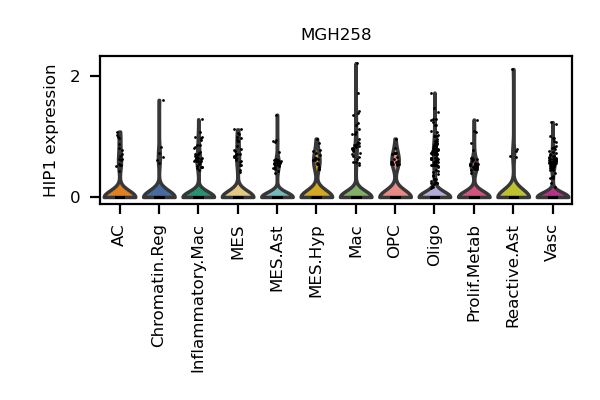 MGH258
HIP1 expression
2
0
AC
Chromatin.Reg
Inflammatory.Mac
MES
MES.Ast
MES.Hyp
Mac
OPC
Oligo
Prolif.Metab
Reactive.Ast
Vasc